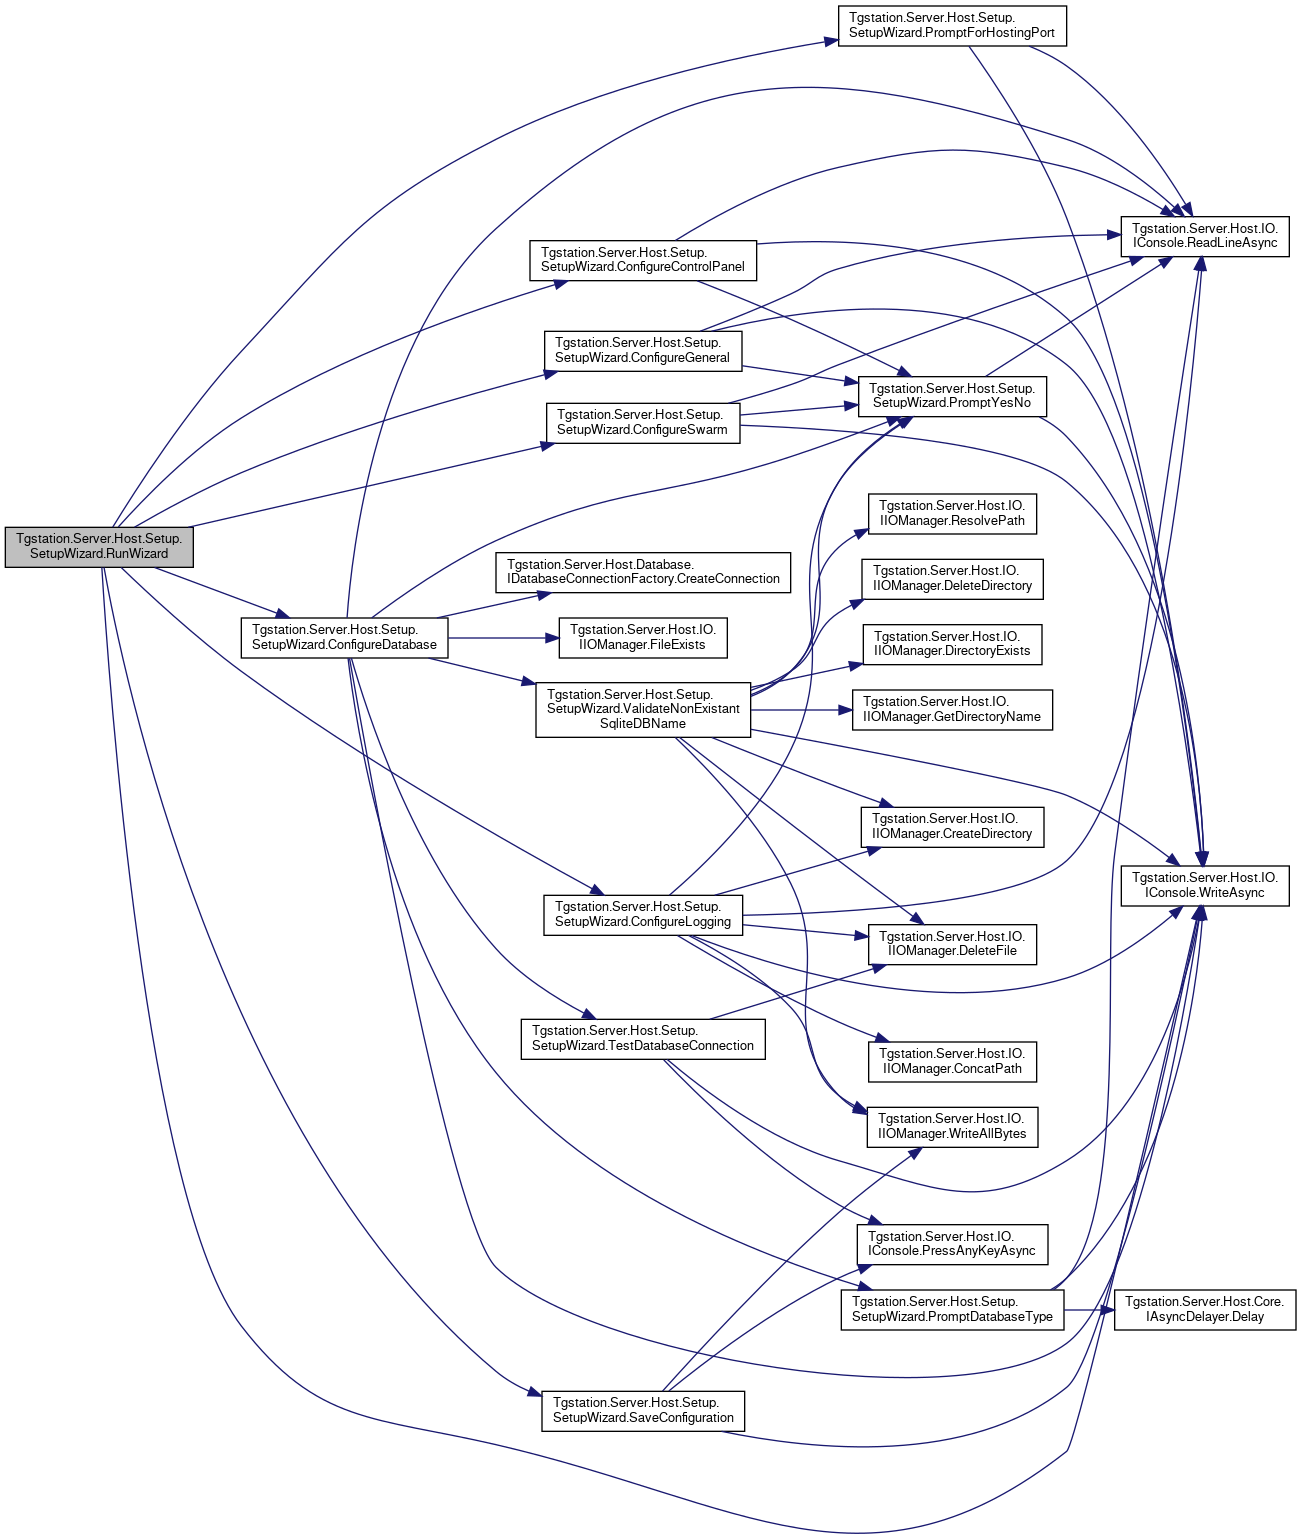 Tgstation.Server.Host.Setup.
SetupWizard.PromptForHostingPort
Tgstation.Server.Host.IO.
IConsole.ReadLineAsync
Tgstation.Server.Host.Setup.
SetupWizard.ConfigureControlPanel
Tgstation.Server.Host.Setup.
SetupWizard.ConfigureGeneral
Tgstation.Server.Host.Setup.
SetupWizard.PromptYesNo
Tgstation.Server.Host.Setup.
SetupWizard.ConfigureSwarm
Tgstation.Server.Host.IO.
IIOManager.ResolvePath
Tgstation.Server.Host.Setup.
SetupWizard.RunWizard
Tgstation.Server.Host.Database.
IDatabaseConnectionFactory.CreateConnection
Tgstation.Server.Host.IO.
IIOManager.DeleteDirectory
Tgstation.Server.Host.Setup.
SetupWizard.ConfigureDatabase
Tgstation.Server.Host.IO.
IIOManager.FileExists
Tgstation.Server.Host.IO.
IIOManager.DirectoryExists
Tgstation.Server.Host.Setup.
SetupWizard.ValidateNonExistant
SqliteDBName
Tgstation.Server.Host.IO.
IIOManager.GetDirectoryName
Tgstation.Server.Host.IO.
IIOManager.CreateDirectory
Tgstation.Server.Host.IO.
IConsole.WriteAsync
Tgstation.Server.Host.Setup.
SetupWizard.ConfigureLogging
Tgstation.Server.Host.IO.
IIOManager.DeleteFile
Tgstation.Server.Host.Setup.
SetupWizard.TestDatabaseConnection
Tgstation.Server.Host.IO.
IIOManager.ConcatPath
Tgstation.Server.Host.IO.
IIOManager.WriteAllBytes
Tgstation.Server.Host.IO.
IConsole.PressAnyKeyAsync
Tgstation.Server.Host.Setup.
SetupWizard.PromptDatabaseType
Tgstation.Server.Host.Core.
IAsyncDelayer.Delay
Tgstation.Server.Host.Setup.
SetupWizard.SaveConfiguration